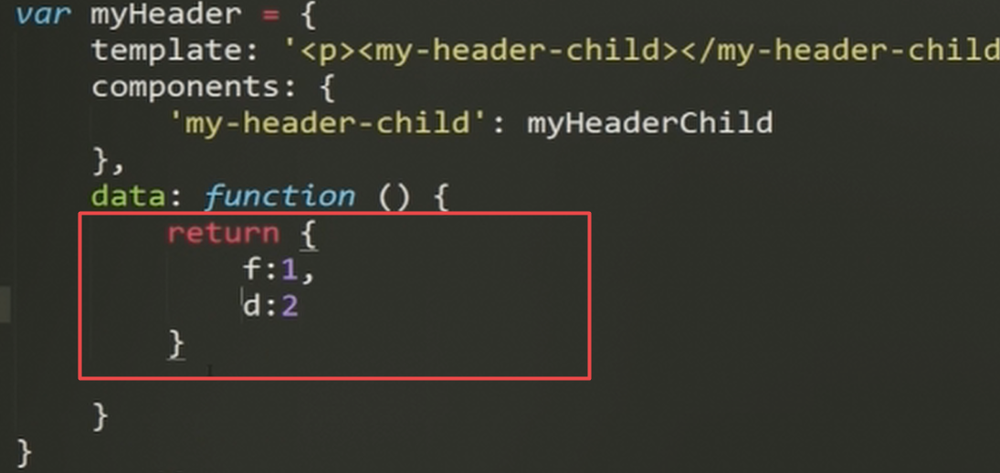 var myHeader = {
template: '<p><my-header-child></my-header-child
components: {
'my-header-child': myHeaderChild
},
data: function () {
return {
f:1,
d:2
}
}
}